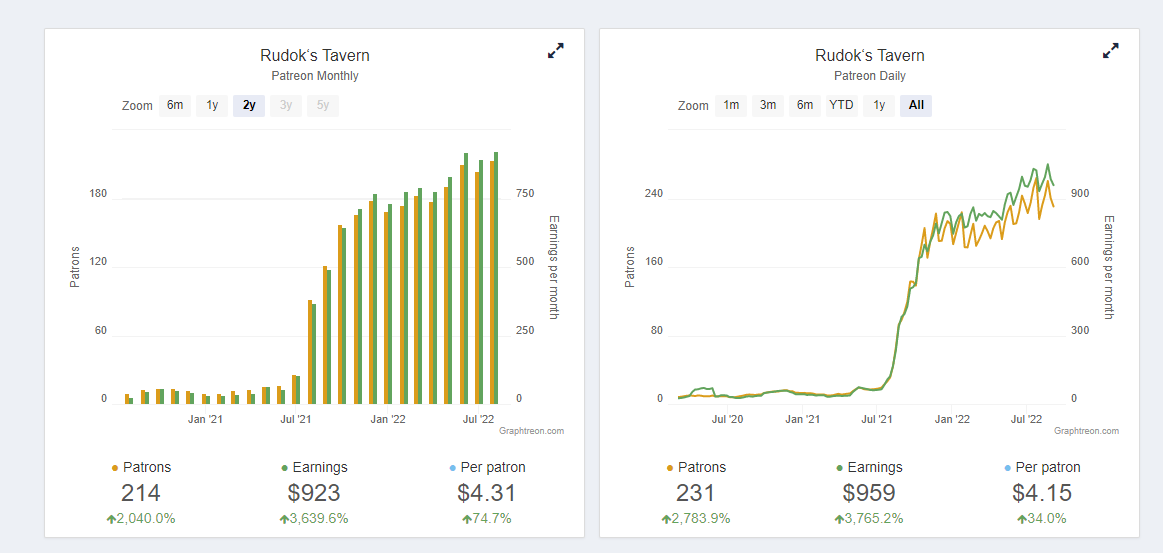 Rudok‘s Tavern
Patreon Monthly
Zoom 6m 1y 2y 3y 5y
180 750
120 500
60 250
0 0
Patrons
Earnings per month
Jan '21 Jul '21 Jan '22 Jul '22
Graphtreon.com
Patrons Earnings Per patron
214 $923 $4.31
2,040.0% 3,639.6% 74.7%
Rudok‘s Tavern
Patreon Daily
Zoom 1m 3m 6m YTD 1y All
240 900
160 600
80 300
0 0
Patrons
Earnings per month
Jul '20 Jan '21 Jul '21 Jan '22 Jul '22
Graphtreon.com
Patrons Earnings Per patron
231 $959 $4.15
2,783.9% 3,765.2% 34.0%